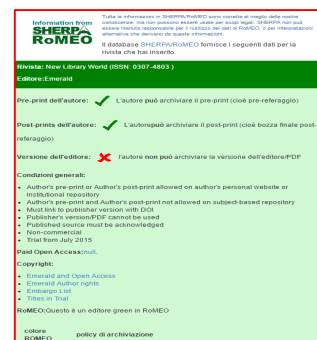 Information from
SHERPA
RoMEO
Tutte le informazioni in SHERPA/RoMEO sono corrette al meglio delle nostre
conoscenze, ma non possono essere usate per scopi legali. SHERPA non può
essere responsabile per il riutilizzo dei dati di RoMEO, o per interpretazioni
alternative che derivano da queste informazioni.
Il database SHERPA/RoMEO fornisce i seguenti dati per la
rivista che hai inserito.
Rivista: New Library World (ISSN: 0307-4803 )
Editore:Emerald
Pre-print dell'autore: L'autore può archiviare il pre-print (cioè pre-referaggio)
Post-prints dell'autore: L'autorepuò archiviare il post-print (cioè bozza finale post-
referaggio)
Versione dell'editore: l'autore non può archiviare la versione dell'editore/PDF
Condizioni generali:
Author's pre-print or Author's post-print allowed on author's personal website or
Institutional repository
Author's pre-print and Author's post-print not allowed on subject-based repository
Must link to publisher version with DOI
Publisher's version/PDF cannot be used
Published source must be acknowledged
Non-commercial
Trial from July 2015
Paid Open Access:null.
Copyright:
Emerald and Open Access
Emerald Author rights
Embargo List
Titles in Trial
RoMEO:Questo è un editore green in RoMEO
colore
ROMEO policy di archiviazione